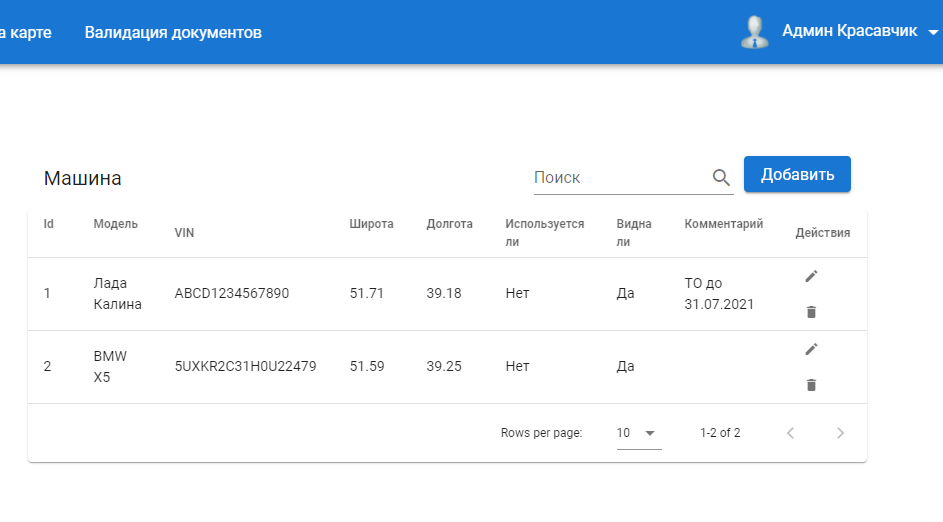 а карте Валидация документов Админ Красавчик
Машина Поиск Добавить
Id Модель VIN Широта Долгота Используется ли Видна ли Комментарий Действия
1 Лада Калина ABCD1234567890 51.71 39.18 Нет Да ТО до 31.07.2021
2 BMW X5 5UXKR2C31H0U22479 51.59 39.25 Нет Да
Rows per page: 10 1-2 of 2